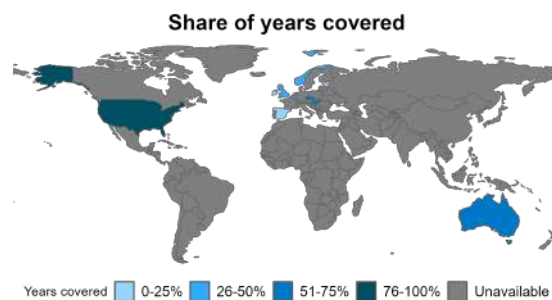 Share of years covered
Years covered 0-25% 26-50% 51-75% 76-100% Unavailable